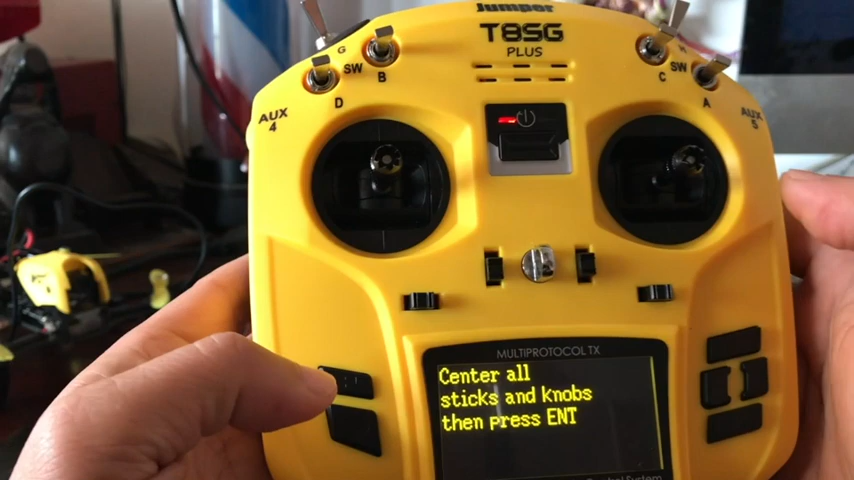 Jumper
T8SG
PLUS
G
SW
B
D
H
C
SW
A
AUX
4
AUX
5
MULTIPROTOCOL TX
Center all
sticks and knobs
then press ENT